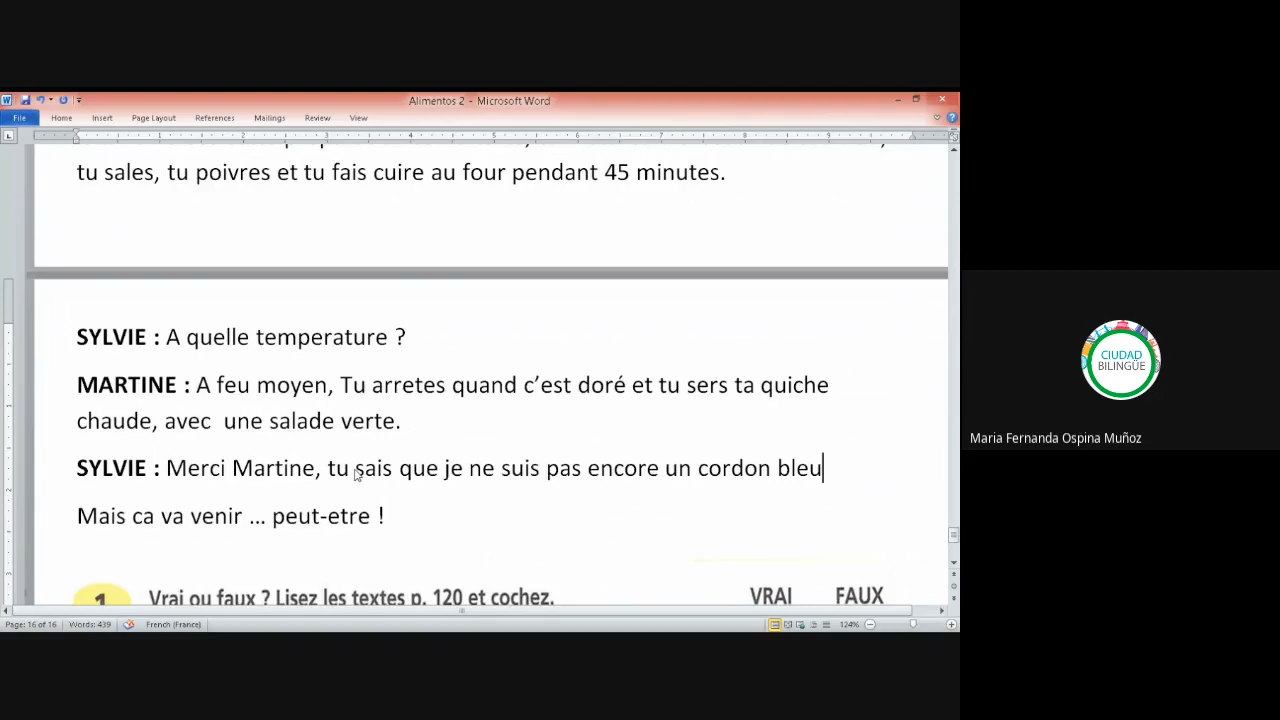 Alimentos 2 - Microsoft Word
File Home Insert Page Layout References Mailings Review View
tu sales, tu poivres et tu fais cuire au four pendant 45 minutes.
SYLVIE : A quelle temperature ?
MARTINE : A feu moyen, Tu arretes quand c'est doré et tu sers ta quiche
chaude, avec  une salade verte.
SYLVIE : Merci Martine, tu sais que je ne suis pas encore un cordon bleu
Mais ca va venir ... peut-etre !
1 Vrai ou faux ? Lisez les textes p. 120 et cochez. VRAI FAUX
Page: 16 of 16 Words: 439 French (France) 124%
CIUDAD
BILINGÜE
Maria Fernanda Ospina Muñoz